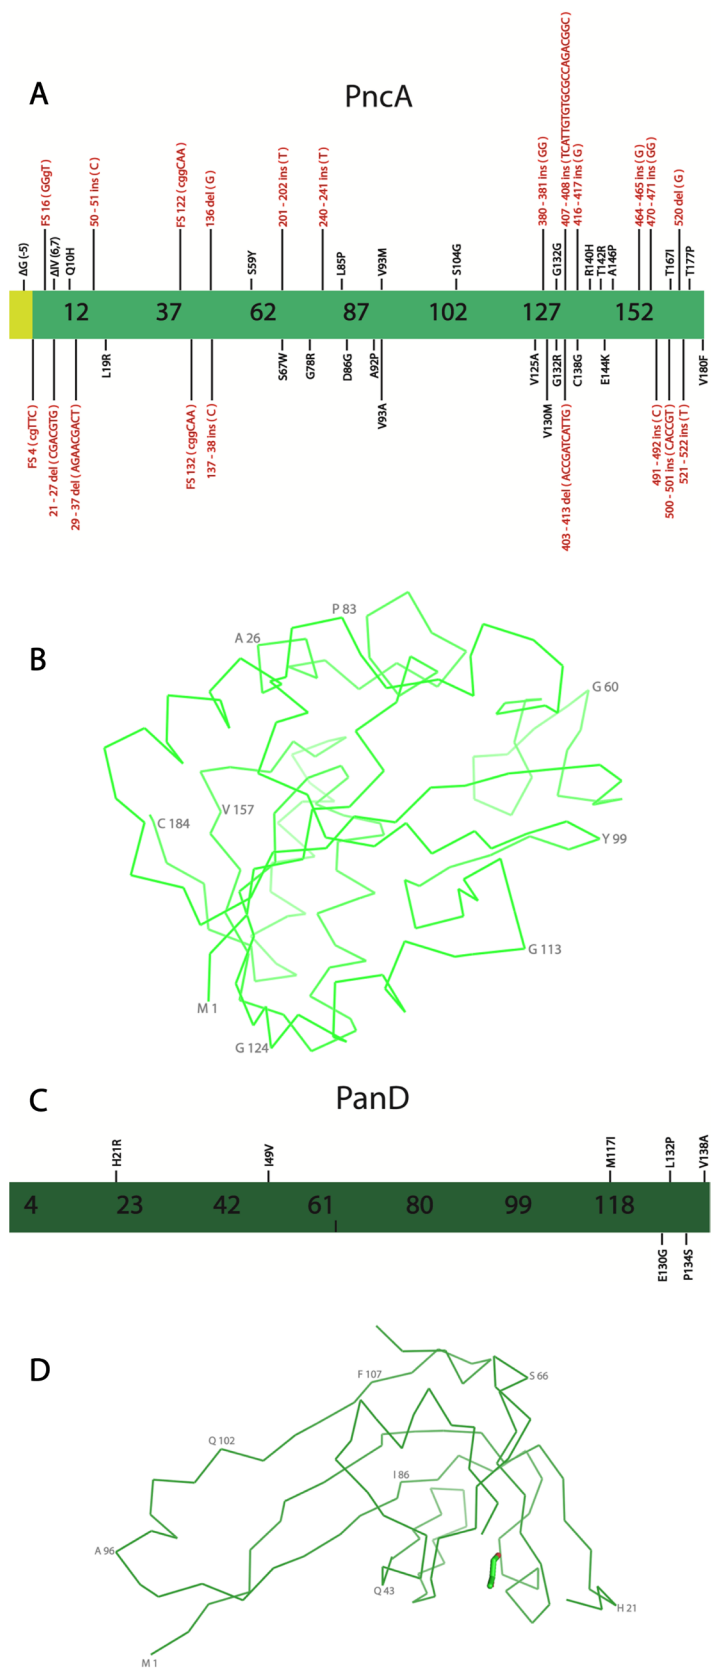 A
PncA
ΔG (-5)
FS 16 ( GGgT )
ΔIV (6,7)
Q10H
50 - 51 ins ( C )
FS 122 ( cggCAA )
136 del ( G )
S59Y
201 - 202 ins ( T )
240 - 241 ins ( T )
L85P
V93M
S104G
380 - 381 ins ( GG )
G132G
407 - 408 ins ( TCATTGTGTGCGCCAGACGGC )
416 - 417 ins ( G )
R140H
T142R
A146P
464 - 465 ins ( G )
470 - 471 ins ( GG )
T167I
520 del ( G )
T177P
12 37 62 87 102 127 152
FS 4 ( cgTTC )
21 - 27 del ( CGACGTG )
29 - 37 del ( AGAACGACT )
L19R
FS 132 ( cggCAA )
137 - 38 ins ( C )
S67W
G78R
D86G
A92P
V93A
V125A
V130M
G132R
403 - 413 del ( ACCGATCATTG )
C138G
E144K
491 - 492 ins ( C )
500 - 501 ins ( CACCGT )
521 - 522 ins ( T )
V180F
B
P 83
A 26
G 60
V 157
C 184
Y 99
G 113
M 1
G 124
C
PanD
H21R
I49V
M117I
L132P
V138A
4 23 42 61 80 99 118
E130G
P134S
D
F 107
S 66
Q 102
I 86
A 96
Q 43
H 21
M 1